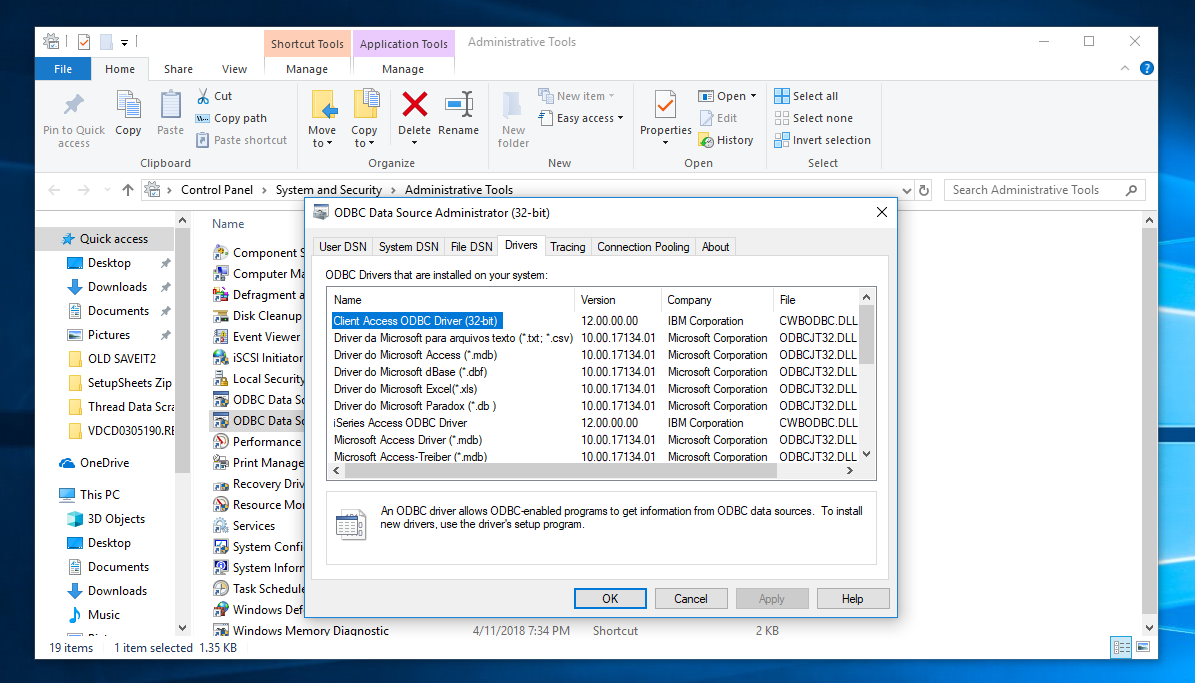 Shortcut Tools Application Tools Administrative Tools
File Home Share View Manage Manage
Pin to Quick access
Copy
Paste
Cut
Copy path
Paste shortcut
Clipboard
Move to
Copy to
Delete
Rename
Organize
New folder
New item
Easy access
New
Properties
Open
Edit
History
Open
Select all
Select none
Invert selection
Select
Control Panel > System and Security > Administrative Tools
Search Administrative Tools
Quick access
Desktop
Downloads
Documents
Pictures
OLD SAVEIT2
SetupSheets Zip
Thread Data Scra
VDCD0305190.RE
OneDrive
This PC
3D Objects
Desktop
Documents
Downloads
Music
Name
Component S
Computer Ma
Defragment a
Disk Cleanup
Event Viewer
iSCSI Initiator
Local Security
ODBC Data So
ODBC Data So
Performance
Print Manage
Recovery Driv
Resource Mon
Services
System Confi
System Inform
Task Schedule
Windows Def
Windows Memory Diagnostic 4/11/2018 7:34 PM Shortcut 2 KB
ODBC Data Source Administrator (32-bit)
User DSN System DSN File DSN Drivers Tracing Connection Pooling About
ODBC Drivers that are installed on your system:
Name Version Company File
Client Access ODBC Driver (32-bit) 12.00.00.00 IBM Corporation CWBODBC.DLL
Driver da Microsoft para arquivos texto (*.txt; *.csv) 10.00.17134.01 Microsoft Corporation ODBCJT32.DLL
Driver do Microsoft Access (*.mdb) 10.00.17134.01 Microsoft Corporation ODBCJT32.DLL
Driver do Microsoft dBase (*.dbf) 10.00.17134.01 Microsoft Corporation ODBCJT32.DLL
Driver do Microsoft Excel(*.xls) 10.00.17134.01 Microsoft Corporation ODBCJT32.DLL
Driver do Microsoft Paradox (*.db ) 10.00.17134.01 Microsoft Corporation ODBCJT32.DLL
iSeries Access ODBC Driver 12.00.00.00 IBM Corporation CWBODBC.DLL
Microsoft Access Driver (*.mdb) 10.00.17134.01 Microsoft Corporation ODBCJT32.DLL
Microsoft Access-Treiber (*.mdb) 10.00.17134.01 Microsoft Corporation ODBCJT32.DLL
An ODBC driver allows ODBC-enabled programs to get information from ODBC data sources. To install
new drivers, use the driver's setup program.
OK Cancel Apply Help
19 items 1 item selected 1.35 KB